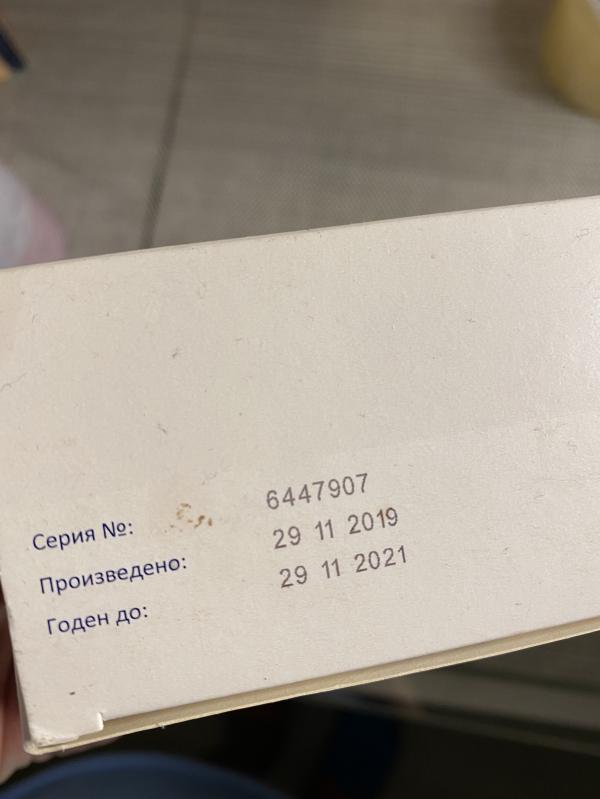 Серия №: 6447907
Произведено: 29 11 2019
Годен до: 29 11 2021